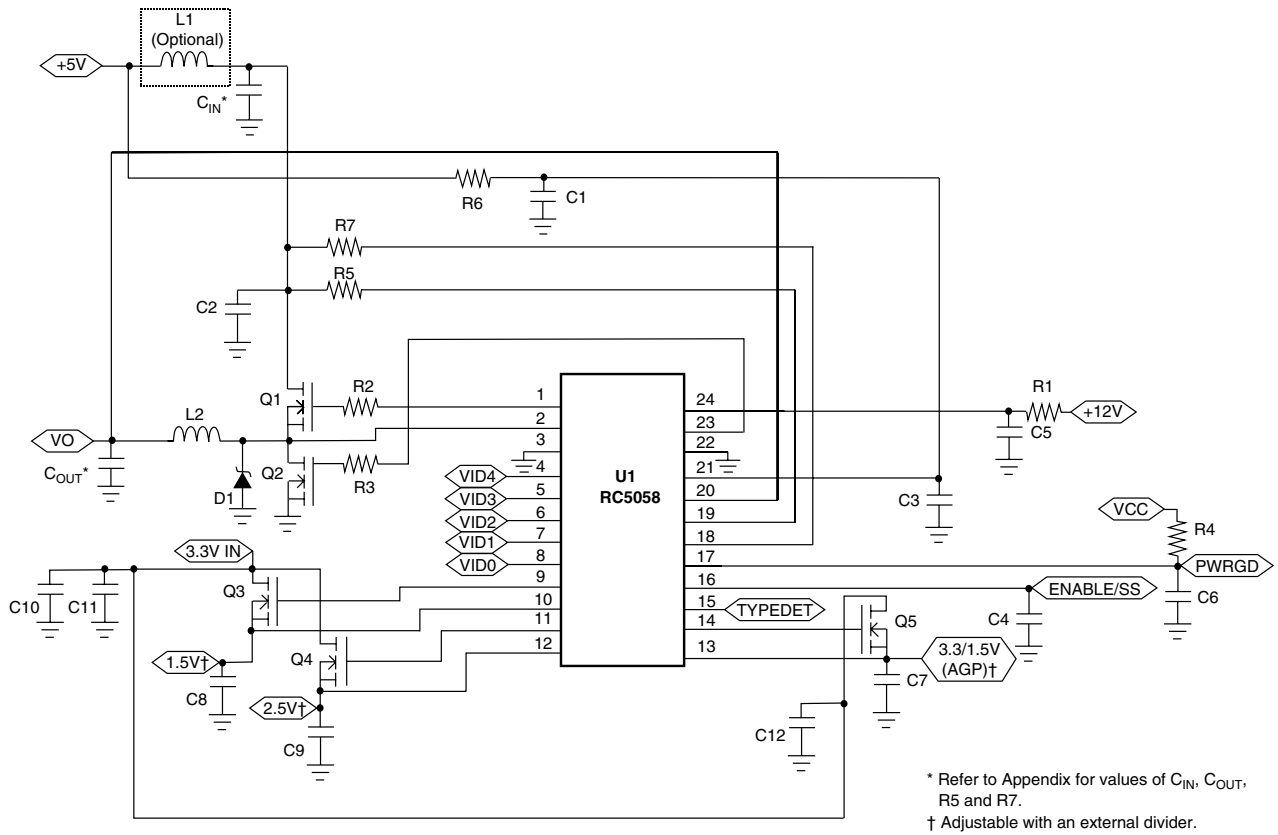 L1
(Optional)
+5V
CIN*
R6
C1
R7
R5
C2
Q1
R2
L2
VO
COUT*
D1
Q2
R3
1
2
3
4
5
6
7
8
9
10
11
12
VID4
VID3
VID2
VID1
VID0
U1
RC5058
24
23
22
21
20
19
18
17
16
15
14
13
R1
+12V
C5
C3
VCC
R4
PWRGD
C6
ENABLE/SS
C4
TYPEDET
Q5
3.3/1.5V
(AGP)†
C7
C12
3.3V IN
C10
C11
Q3
Q4
1.5V†
C8
2.5V†
C9
* Refer to Appendix for values of CIN, COUT,
R5 and R7.
† Adjustable with an external divider.